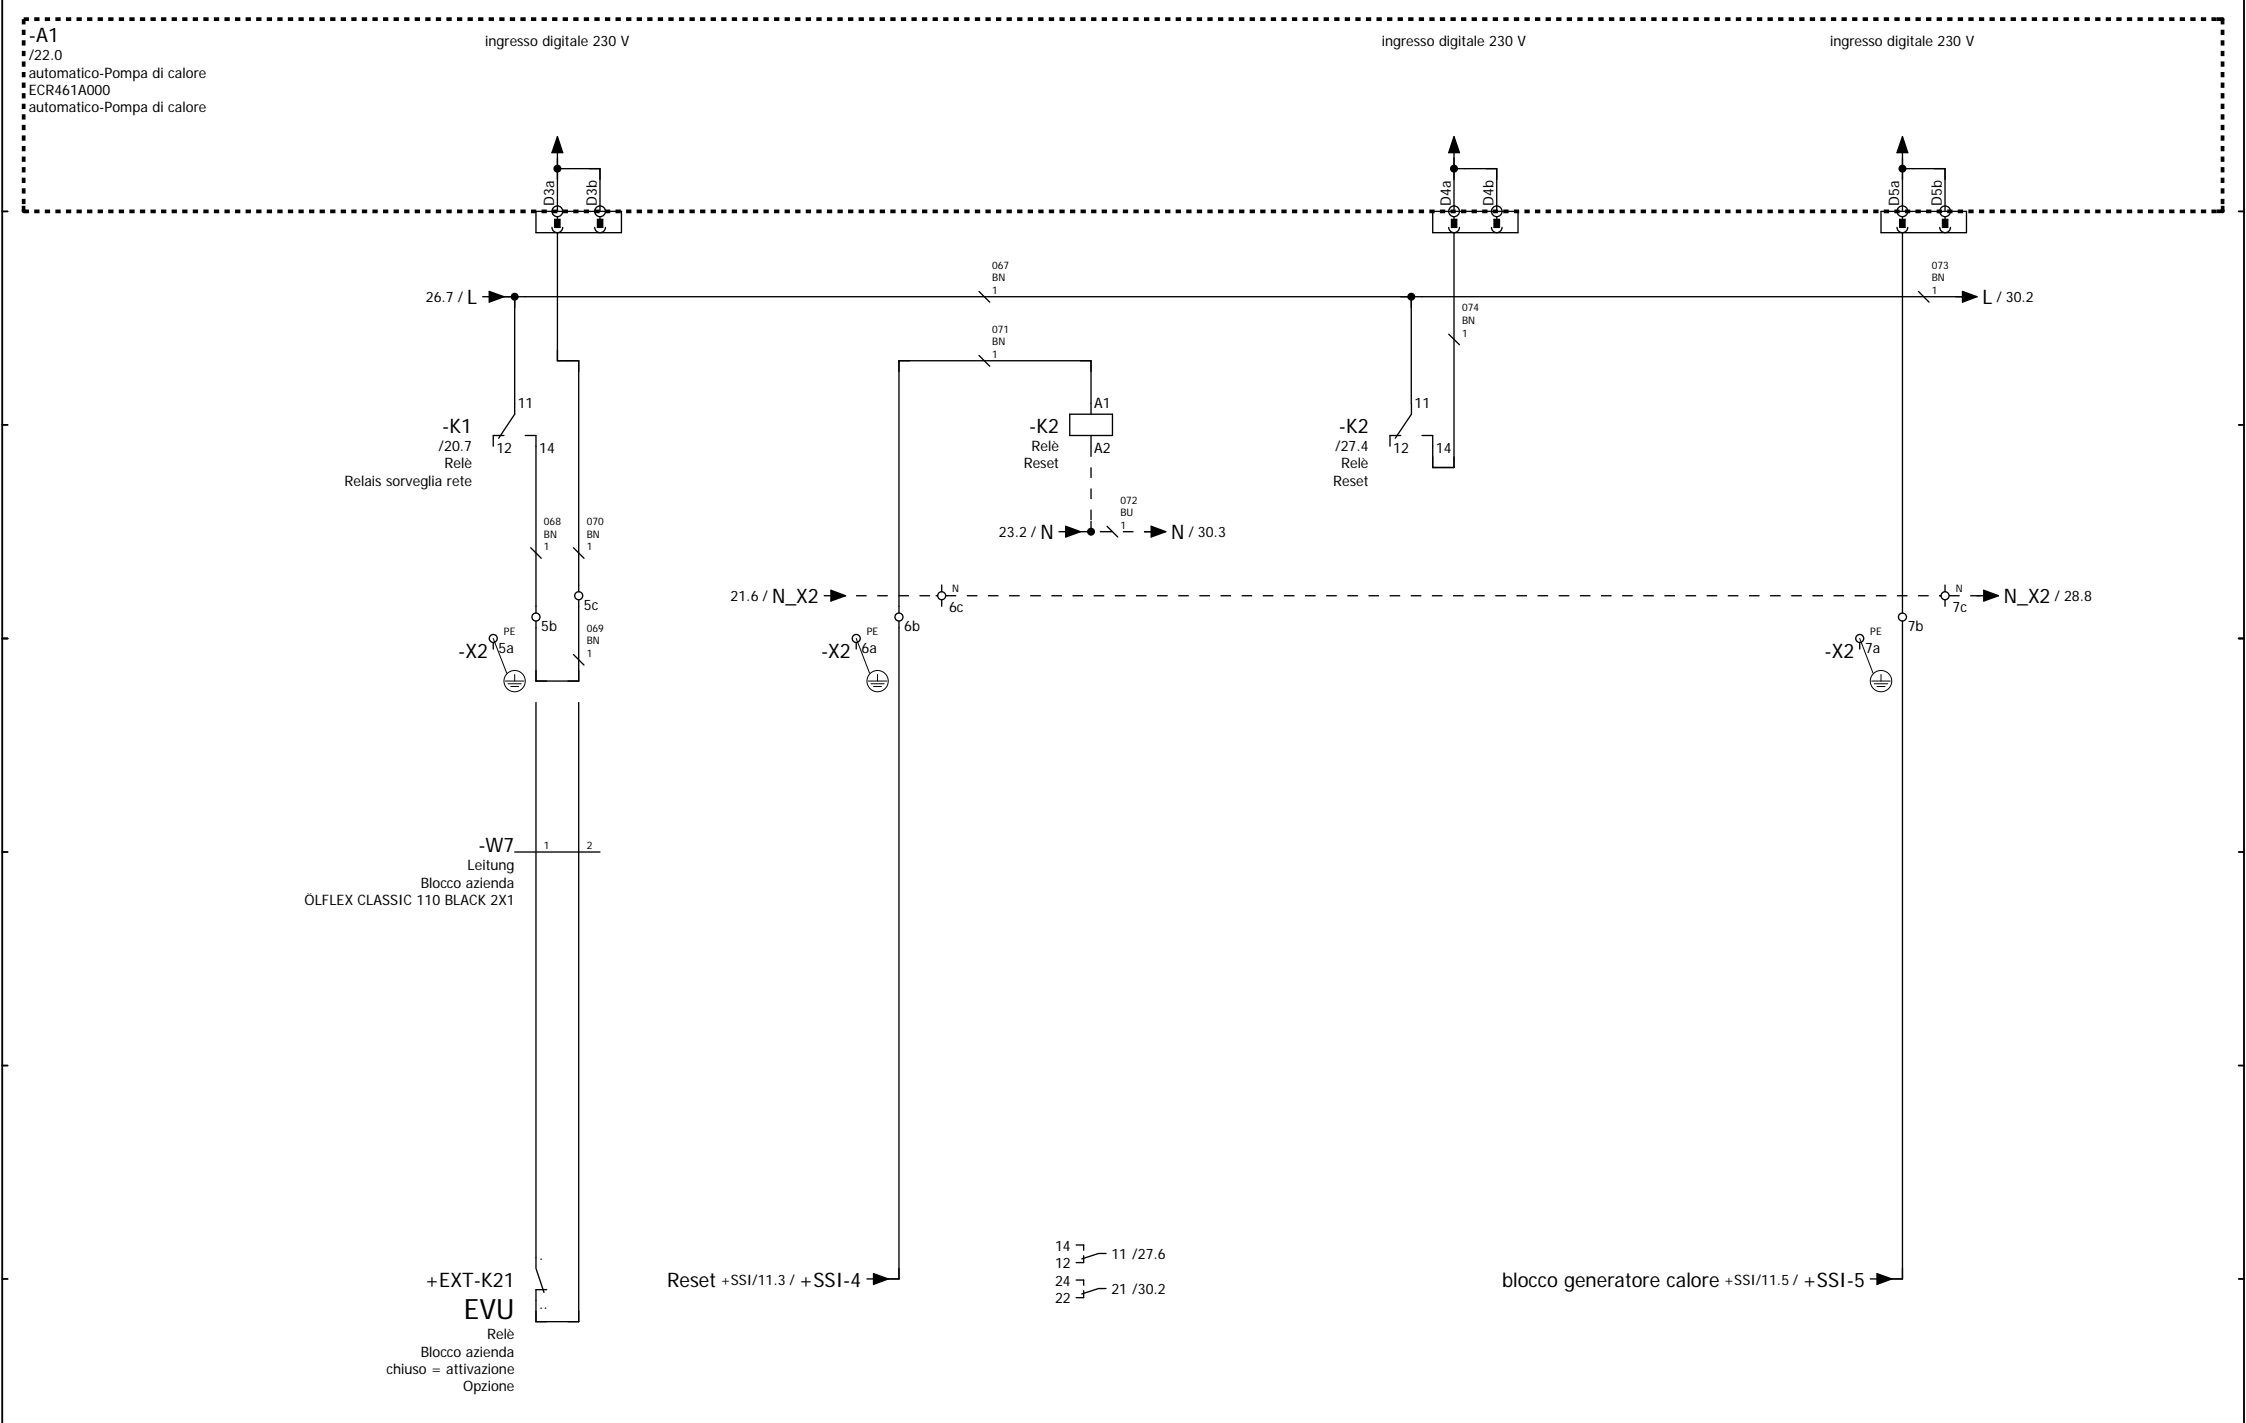 -A1
/22.0
automatico-Pompa di calore
ECR461A000
automatico-Pompa di calore
ingresso digitale 230 V
ingresso digitale 230 V
ingresso digitale 230 V
D3a
D3b
D4a
D4b
D5a
D5b
26.7 / L
067
BN
1
073
BN
1
L / 30.2
071
BN
1
074
BN
1
-K1
/20.7
Relè
Relais sorveglia rete
11
12
14
-K2
Relè
Reset
A1
A2
-K2
/27.4
Relè
Reset
11
12
14
068
BN
1
070
BN
1
23.2 / N
072
BU
1
N / 30.3
21.6 / N_X2
N
6c
N
7c
N_X2 / 28.8
5c
5b
069
BN
1
-X2
PE
5a
6b
-X2
PE
6a
7b
-X2
PE
7a
-W7
1
2
Leitung
Blocco azienda
ÖLFLEX CLASSIC 110 BLACK 2X1
+EXT-K21
EVU
Relè
Blocco azienda
chiuso = attivazione
Opzione
Reset +SSI/11.3 / +SSI-4
14
12
11 /27.6
24
22
21 /30.2
blocco generatore calore +SSI/11.5 / +SSI-5